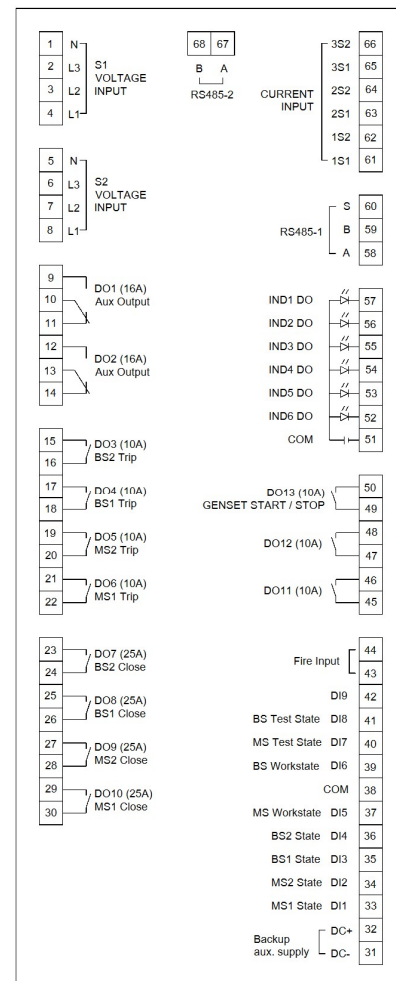 1 N
2 L3 S1
VOLTAGE
3 L2 INPUT
4 L1
5 N
6 L3 S2
VOLTAGE
7 L2 INPUT
8 L1
9
DO1 (16A)
10 Aux Output
11
12
DO2 (16A)
13 Aux Output
14
15 DO3 (10A)
16 BS2 Trip
17 DO4 (10A)
18 BS1 Trip
19 DO5 (10A)
20 MS2 Trip
21 DO6 (10A)
22 MS1 Trip
23 DO7 (25A)
24 BS2 Close
25 DO8 (25A)
26 BS1 Close
27 DO9 (25A)
28 MS2 Close
29 DO10 (25A)
30 MS1 Close
68 67
B A
RS485-2
3S2 66
3S1 65
CURRENT 2S2 64
INPUT 2S1 63
1S2 62
1S1 61
S 60
RS485-1 B 59
A 58
IND1 DO 57
IND2 DO 56
IND3 DO 55
IND4 DO 54
IND5 DO 53
IND6 DO 52
COM 51
DO13 (10A) 50
GENSET START / STOP 49
DO12 (10A) 48
47
DO11 (10A) 46
45
Fire Input 44
43
DI9 42
BS Test State DI8 41
MS Test State DI7 40
BS Workstate DI6 39
COM 38
MS Workstate DI5 37
BS2 State DI4 36
BS1 State DI3 35
MS2 State DI2 34
MS1 State DI1 33
Backup DC+ 32
aux. supply DC- 31